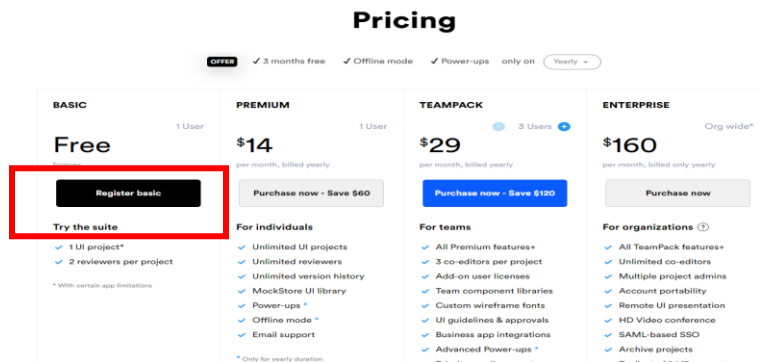 Pricing
OFFER ✓ 3 months free ✓ Offline mode ✓ Power-ups only on Yearly
BASIC
1 User
Free
forever
Register basic
Try the suite
✓ 1 UI project*
✓ 2 reviewers per project
* With certain app limitations
PREMIUM
1 User
$14
per month, billed yearly
Purchase now - Save $60
For individuals
✓ Unlimited UI projects
✓ Unlimited reviewers
✓ Unlimited version history
✓ MockStore UI library
✓ Power-ups *
✓ Offline mode *
✓ Email support
* Only for yearly duration
TEAMPACK
- 3 Users +
$29
per month, billed yearly
Purchase now - Save $120
For teams
✓ All Premium features+
✓ 3 co-editors per project
✓ Add-on user licenses
✓ Team component libraries
✓ Custom wireframe fonts
✓ UI guidelines & approvals
✓ Business app integrations
✓ Advanced Power-ups *
ENTERPRISE
Org wide*
$160
per month, billed only yearly
Purchase now
For organizations ?
✓ All TeamPack features+
✓ Unlimited co-editors
✓ Multiple project admins
✓ Account portability
✓ Remote UI presentation
✓ HD Video conference
✓ SAML-based SSO
✓ Archive projects